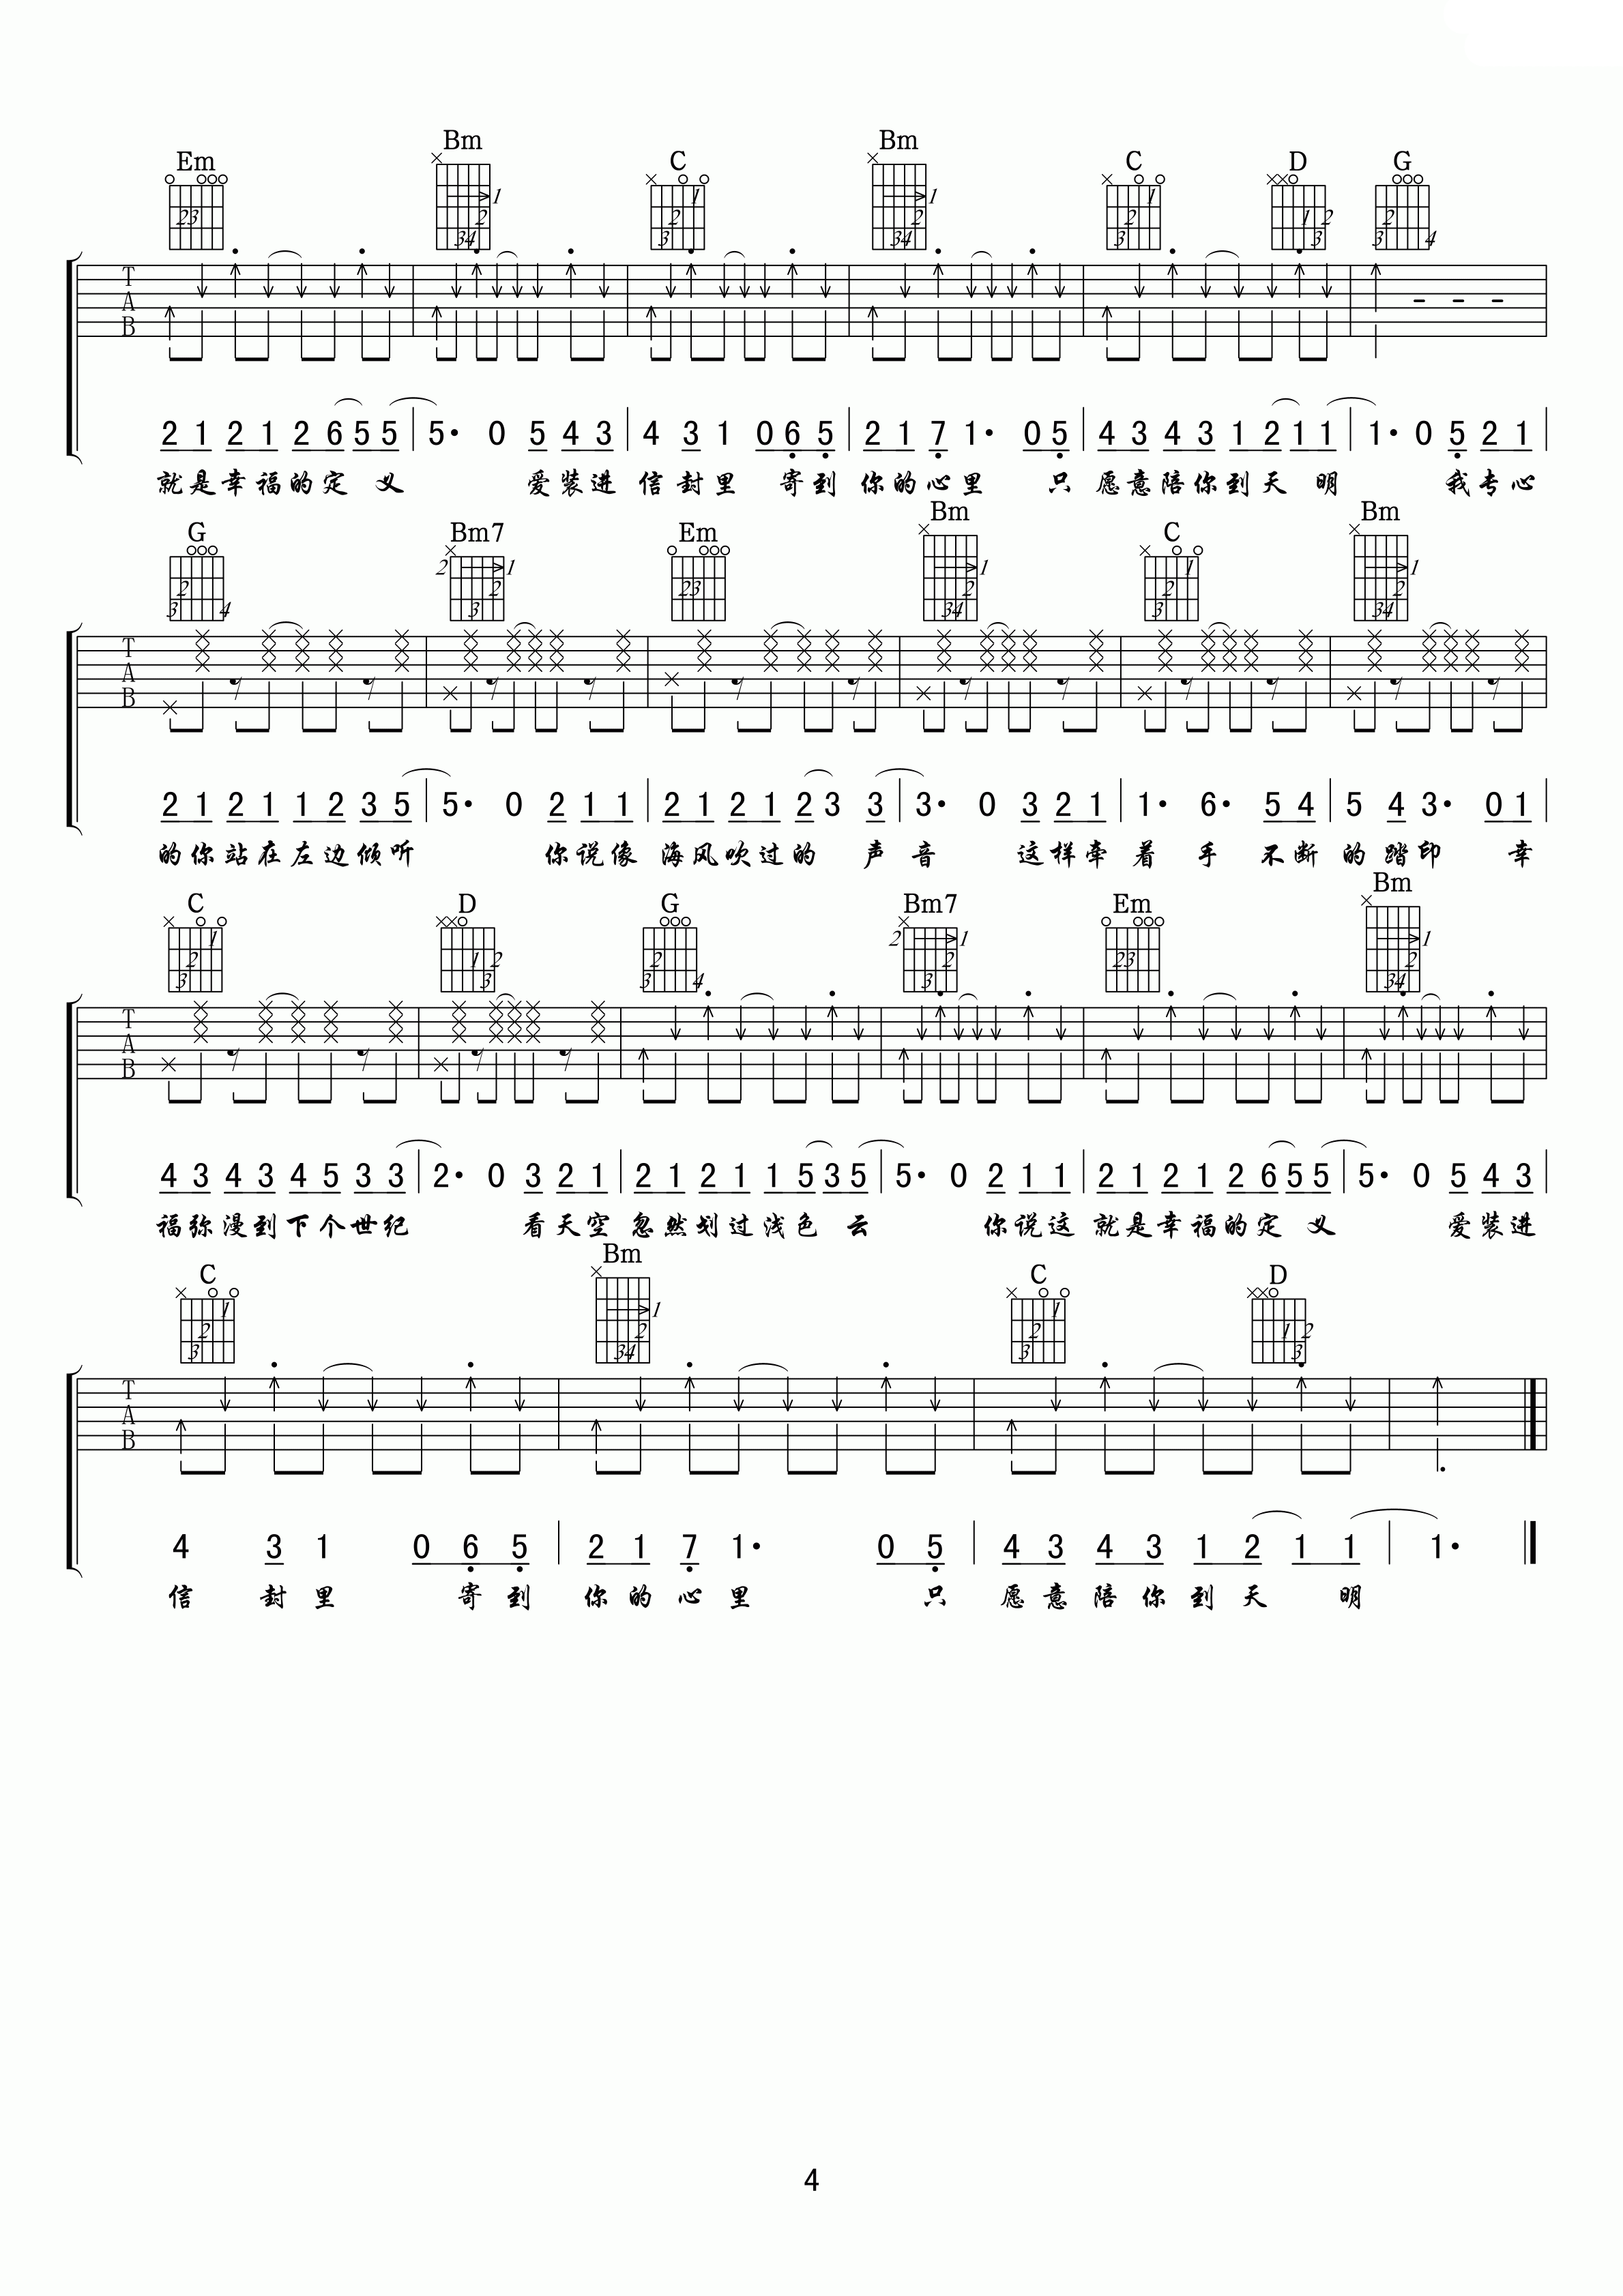 Em Bm C Bm C D G
2 1 2 1 2 6 5 5 | 5· 0 5 4 3 | 4 3 1 0 6 5 | 2 1 7 1· 0 5 | 4 3 4 3 1 2 1 1 | 1· 0 5 2 1 |
就是幸福的定 义 爱装进 信封里 寄到 你的心里 只 愿意陪你到天 明 我专心
G Bm7 Em Bm C Bm
2 1 2 1 1 2 3 5 | 5· 0 2 1 1 | 2 1 2 1 2 3 3 | 3· 0 3 2 1 | 1· 6· 5 4 | 5 4 3· 0 1 |
的你站在左边倾听 你说像 海风吹过的 声 音 这样牵 着 手 不断 的踏印 幸
C D G Bm7 Em Bm
4 3 4 3 4 5 3 3 | 2· 0 3 2 1 | 2 1 2 1 1 5 3 5 | 5· 0 2 1 1 | 2 1 2 1 2 6 5 5 | 5· 0 5 4 3 |
福弥漫到下个世纪 看天空 忽然划过浅色 云 你说这 就是幸福的定 义 爱装进
C Bm C D
4 3 1 0 6 5 | 2 1 7 1· 0 5 | 4 3 4 3 1 2 1 1 | 1·
信 封里 寄到 你的心里 只 愿意陪你到天 明
4